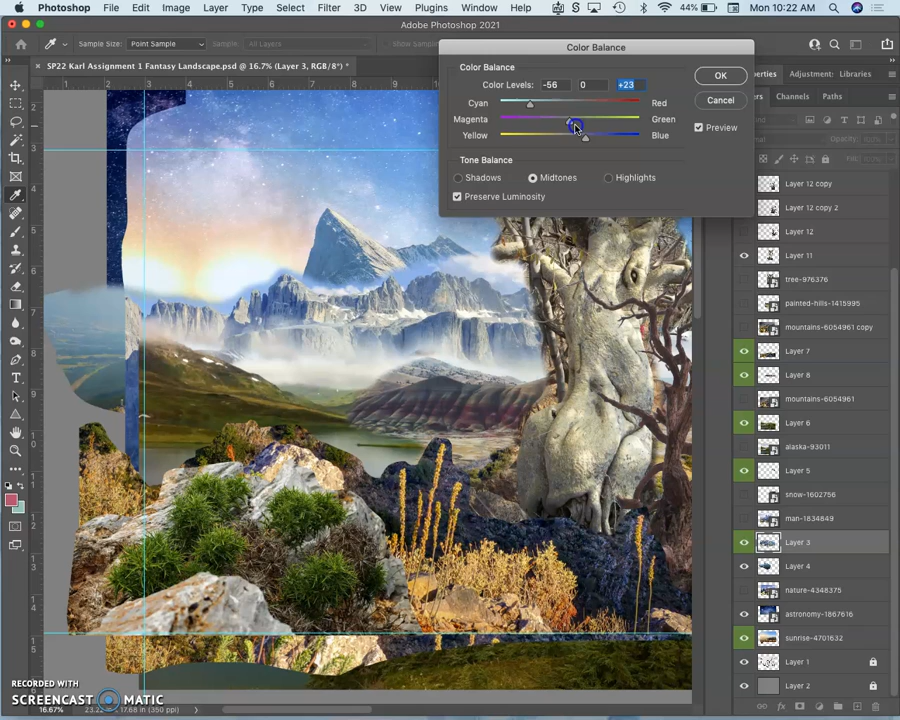 Photoshop File Edit Image Layer Type Select Filter 3D View Plugins Window Help 44% Mon 10:22 AM
Adobe Photoshop 2021
Sample Size: Point Sample Sample: All Layers
SP22 Karl Assignment 1 Fantasy Landscape.psd @ 16.7% (Layer 3, RGB/8*) *
Color Balance
Color Balance
Color Levels: -56 0 +23
Cyan Red
Magenta Green
Yellow Blue
Tone Balance
Shadows Midtones Highlights
Preserve Luminosity
OK
Cancel
Preview
Adjustment: Libraries
Channels Paths
Layer 12 copy
Layer 12 copy 2
Layer 12
Layer 11
tree-976376
painted-hills-1415995
mountains-6054961 copy
Layer 7
Layer 8
mountains-6054961
Layer 6
alaska-93011
Layer 5
snow-1602756
man-1834849
Layer 3
Layer 4
nature-4348375
astronomy-1867616
sunrise-4701632
Layer 1
Layer 2
RECORDED WITH
SCREENCAST MATIC
16.67%